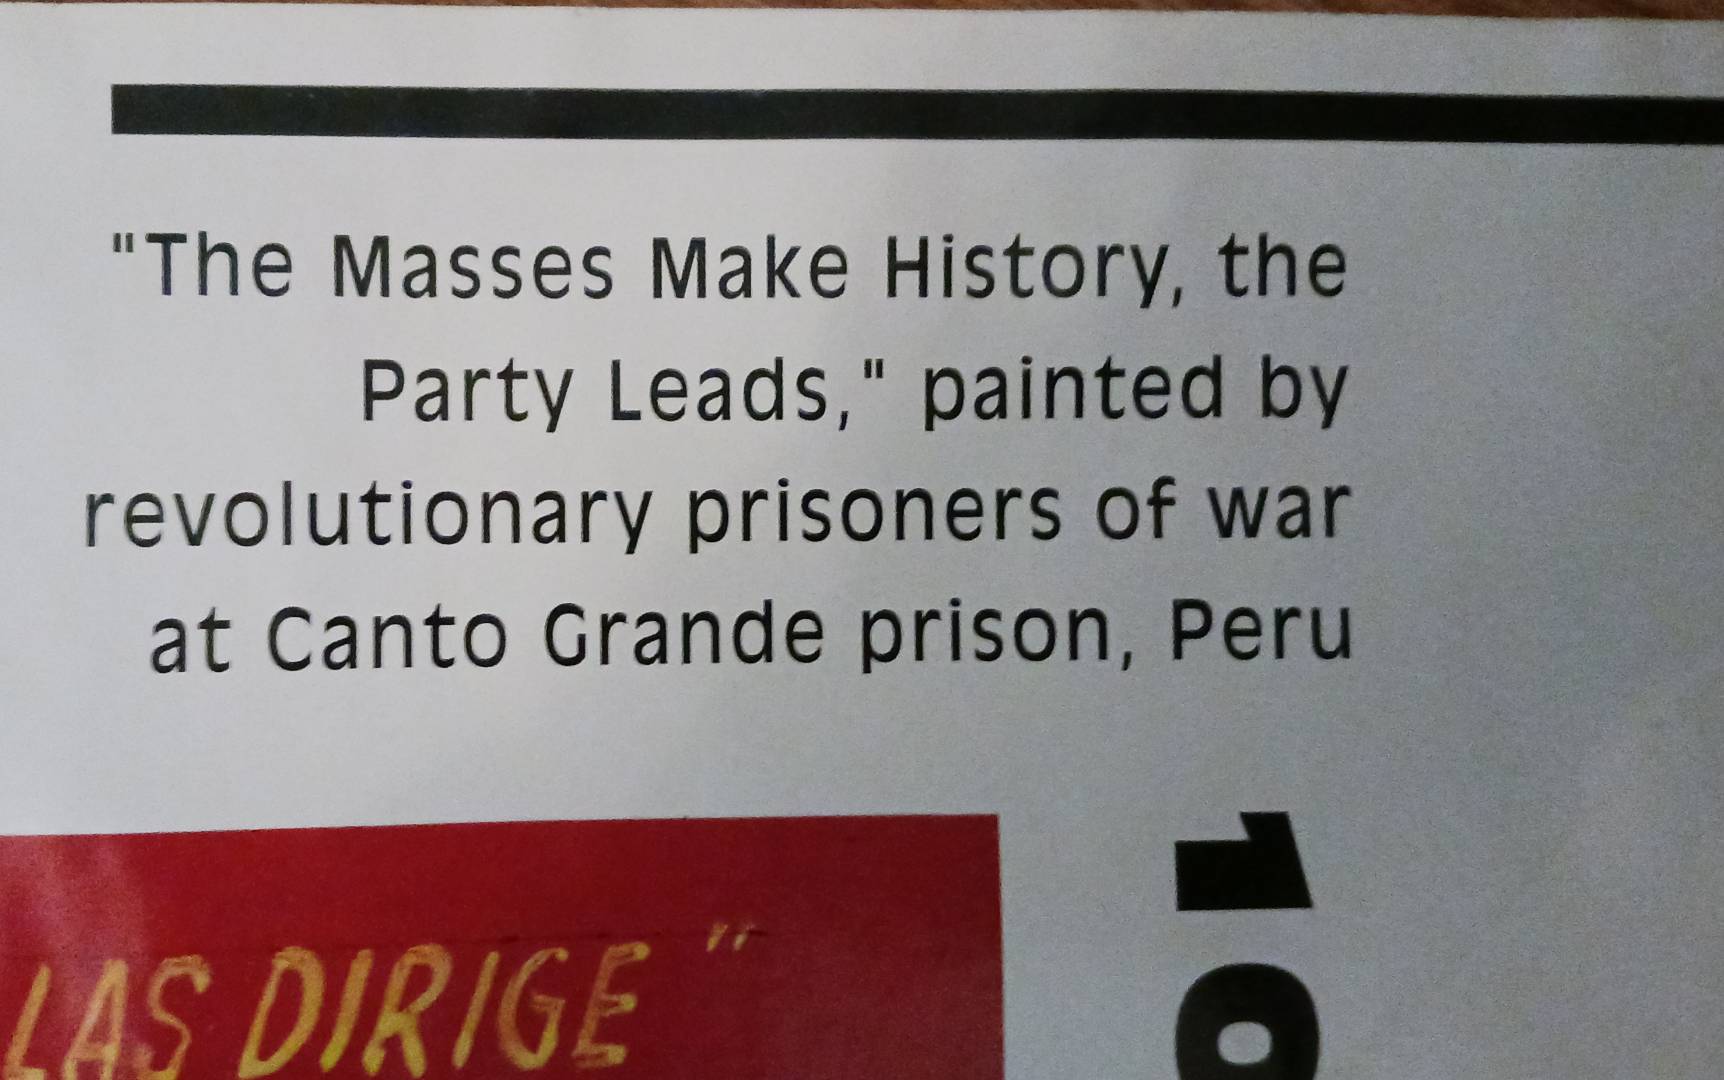 "The Masses Make History, the
Party Leads," painted by
revolutionary prisoners of war
at Canto Grande prison, Peru
LAS DIRIGE "